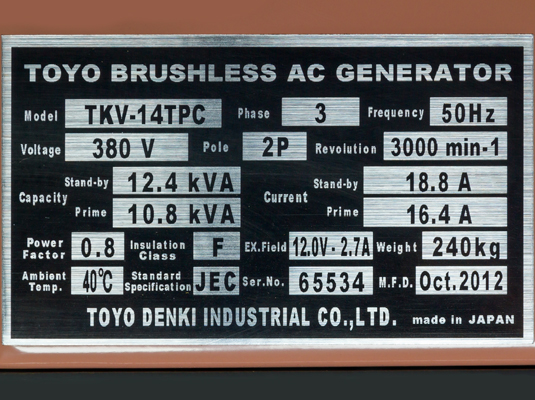 TOYO BRUSHLESS AC GENERATOR
Model TKV-14TPC Phase 3 Frequency 50Hz
Voltage 380 V Pole 2P Revolution 3000 min-1
Capacity Stand-by 12.4 kVA Current Stand-by 18.8 A
Prime 10.8 kVA Prime 16.4 A
Power Factor 0.8 Insulation Class F EX.Field 12.0V-2.7A Weight 240kg
Ambient Temp. 40°C Standard Specification JEC Ser.No. 65534 M.F.D. Oct.2012
TOYO DENKI INDUSTRIAL CO.,LTD. made in JAPAN